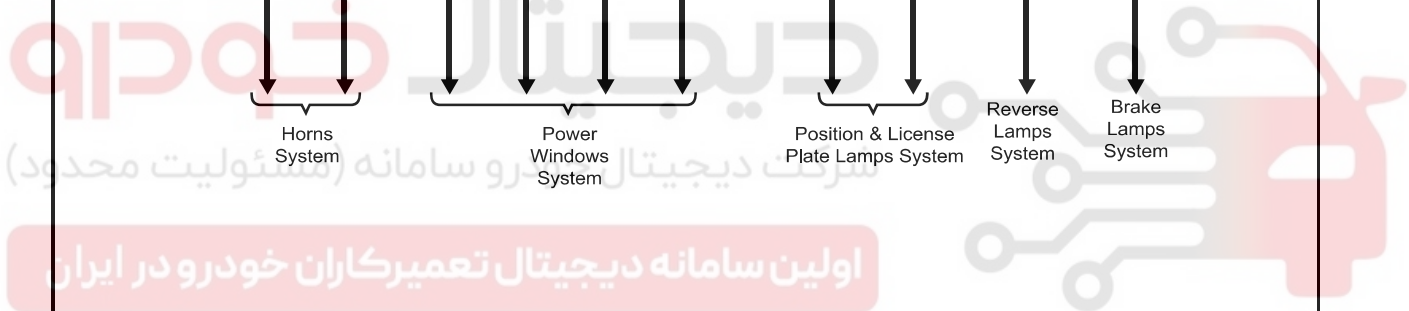 دیجیتال خودرو
Horns
System
Power
Windows
System
Position & License
Plate Lamps System
Reverse
Lamps
System
Brake
Lamps
System
شرکت دیجیتال خودرو سامانه (مسئولیت محدود)
اولین سامانه دیجیتال تعمیرکاران خودرو در ایران